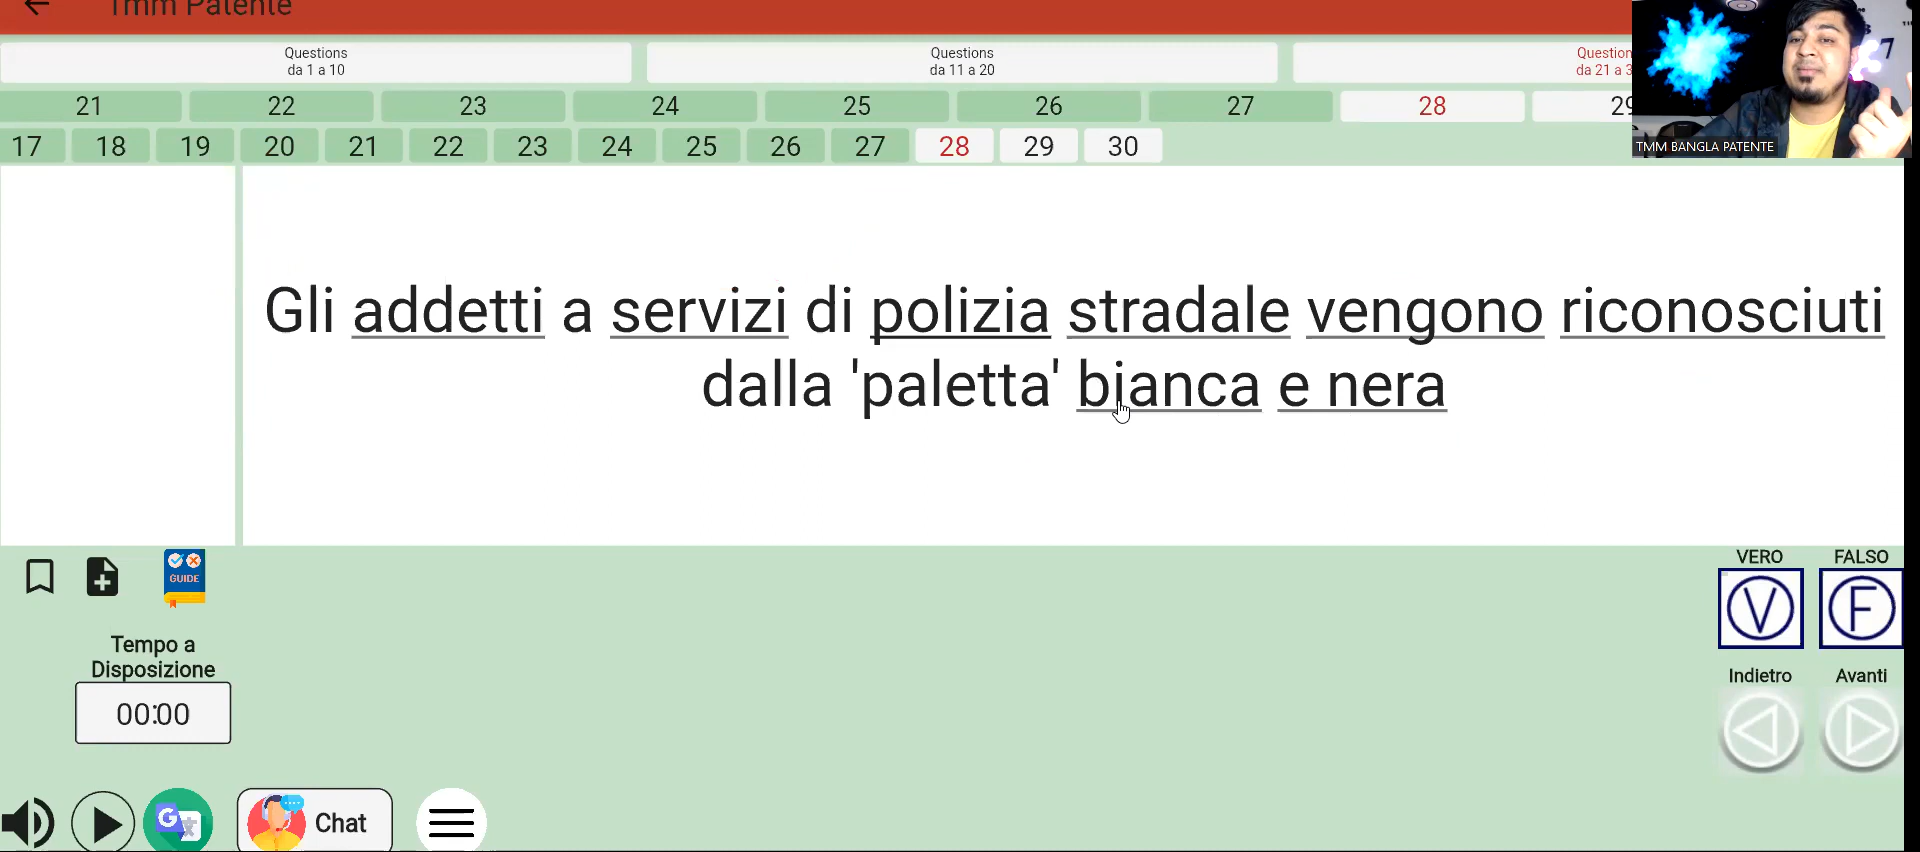 Tmm Patente
Questions
da 1 a 10
Questions
da 11 a 20
da 21 a
21 22 23 24 25 26 27 28 29
17 18 19 20 21 22 23 24 25 26 27 28 29 30
TMM BANGLA PATENTE
Gli addetti a servizi di polizia stradale vengono riconosciuti
dalla 'paletta' bianca e nera
GUIDE
VERO FALSO
V F
Tempo a
Disposizione
00:00
Indietro Avanti
G
Chat